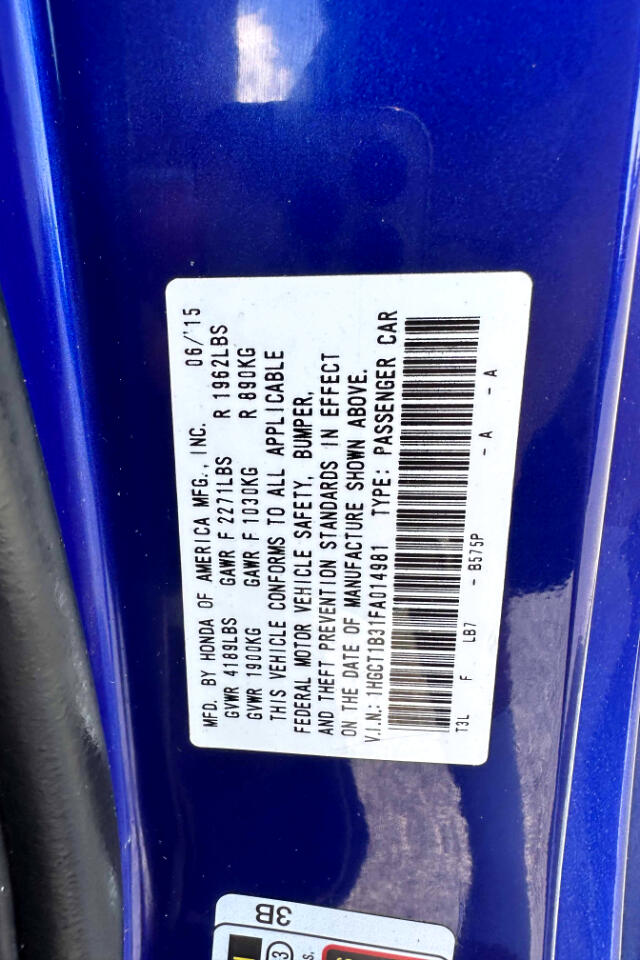 MFD. BY HONDA OF AMERICA MFG., INC. 06/'15
GVWR 4189LBS GAWR F 2271LBS R 1962LBS
GVWR 1900KG GAWR F 1030KG R 890KG
THIS VEHICLE CONFORMS TO ALL APPLICABLE
FEDERAL MOTOR VEHICLE SAFETY, BUMPER,
AND THEFT PREVENTION STANDARDS IN EFFECT
ON THE DATE OF MANUFACTURE SHOWN ABOVE.
V.I.N.: 1HGCT1B31FA014981 TYPE: PASSENGER CAR
T3L F LB7 - B575P - A - A
3B
3
s.